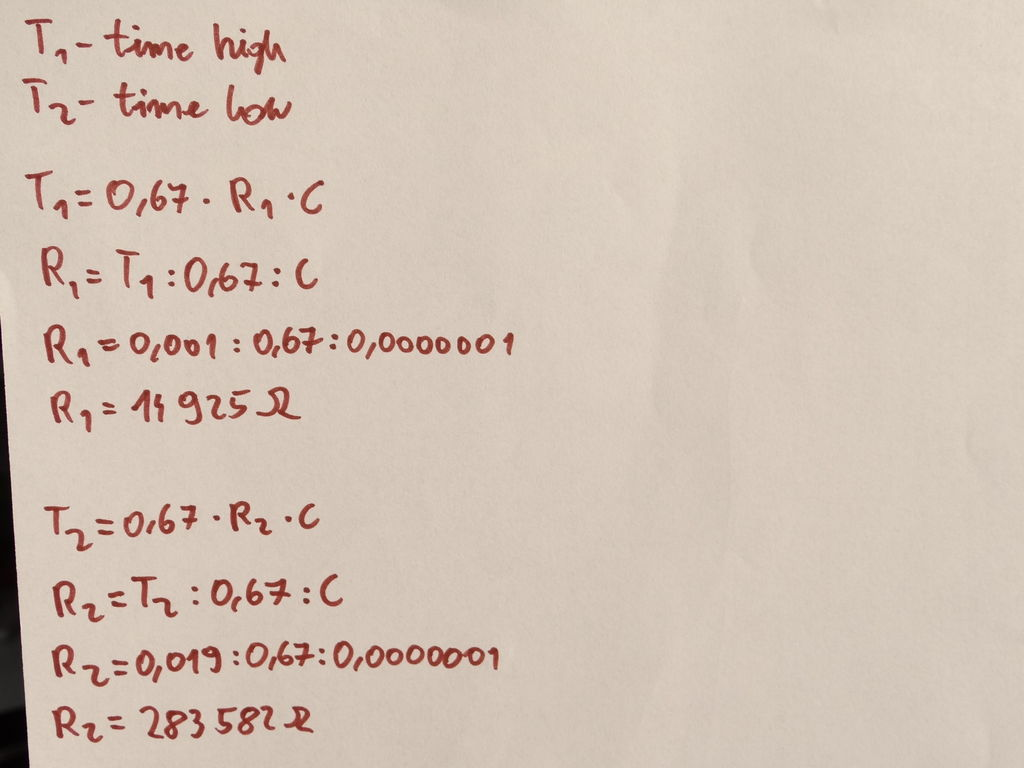 T₁ - time high
T₂ - time low
T₁ = 0,67 · R₁ · C
R₁ = T₁ : 0,67 : C
R₁ = 0,001 : 0,67 : 0,0000001
R₁ = 14 925 Ω
T₂ = 0,67 · R₂ · C
R₂ = T₂ : 0,67 : C
R₂ = 0,019 : 0,67 : 0,0000001
R₂ = 283 582 Ω